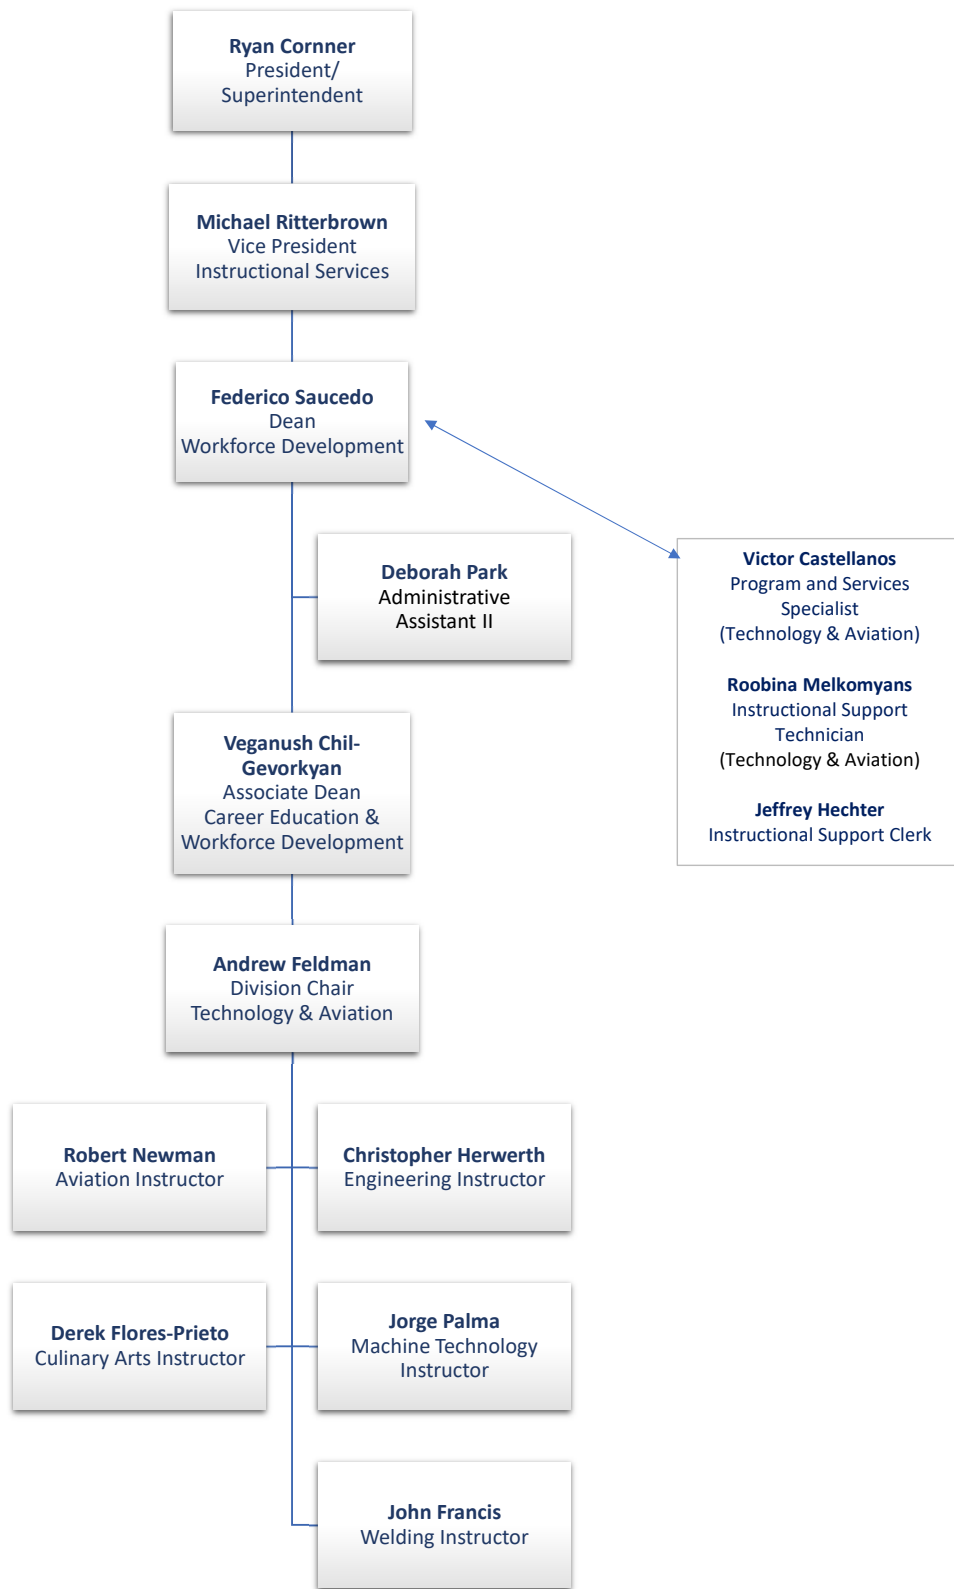 Ryan Cornner
President/
Superintendent
Michael Ritterbrown
Vice President
Instructional Services
Federico Saucedo
Dean
Workforce Development
Deborah Park
Administrative
Assistant II
Victor Castellanos
Program and Services
Specialist
(Technology & Aviation)
Roobina Melkomyans
Instructional Support
Technician
(Technology & Aviation)
Jeffrey Hechter
Instructional Support Clerk
Veganush Chil-
Gevorkyan
Associate Dean
Career Education &
Workforce Development
Andrew Feldman
Division Chair
Technology & Aviation
Robert Newman
Aviation Instructor
Christopher Herwerth
Engineering Instructor
Derek Flores-Prieto
Culinary Arts Instructor
Jorge Palma
Machine Technology
Instructor
John Francis
Welding Instructor